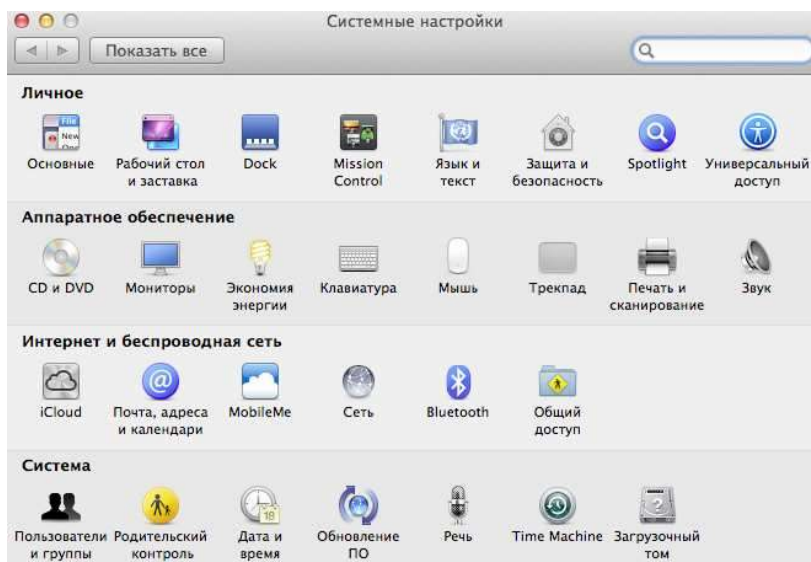 Системные настройки
Показать все
Личное
Основные
Рабочий стол
и заставка
Dock
Mission
Control
Язык и
текст
Защита и
безопасность
Spotlight
Универсальный
доступ
Аппаратное обеспечение
CD и DVD
Мониторы
Экономия
энергии
Клавиатура
Мышь
Трекпад
Печать и
сканирование
Звук
Интернет и беспроводная сеть
iCloud
Почта, адреса
и календари
MobileMe
Сеть
Bluetooth
Общий
доступ
Система
Пользователи
и группы
Родительский
контроль
18
Дата и
время
Обновление
ПО
Речь
Time Machine
?
Загрузочный
том